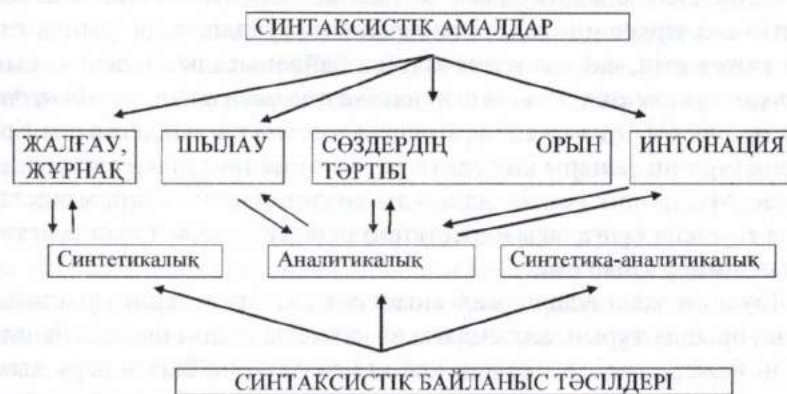 СИНТАКСИСТІК АМАЛДАР
ЖАЛҒАУ, ШЫЛАУ СӨЗДЕРДІҢ ОРЫН ИНТОНАЦИЯ
ЖҰРНАҚ ТӘРТІБІ
Синтетикалық Аналитикалық Синтетика-аналитикалық
СИНТАКСИСТІК БАЙЛАНЫС ТӘСІЛДЕРІ